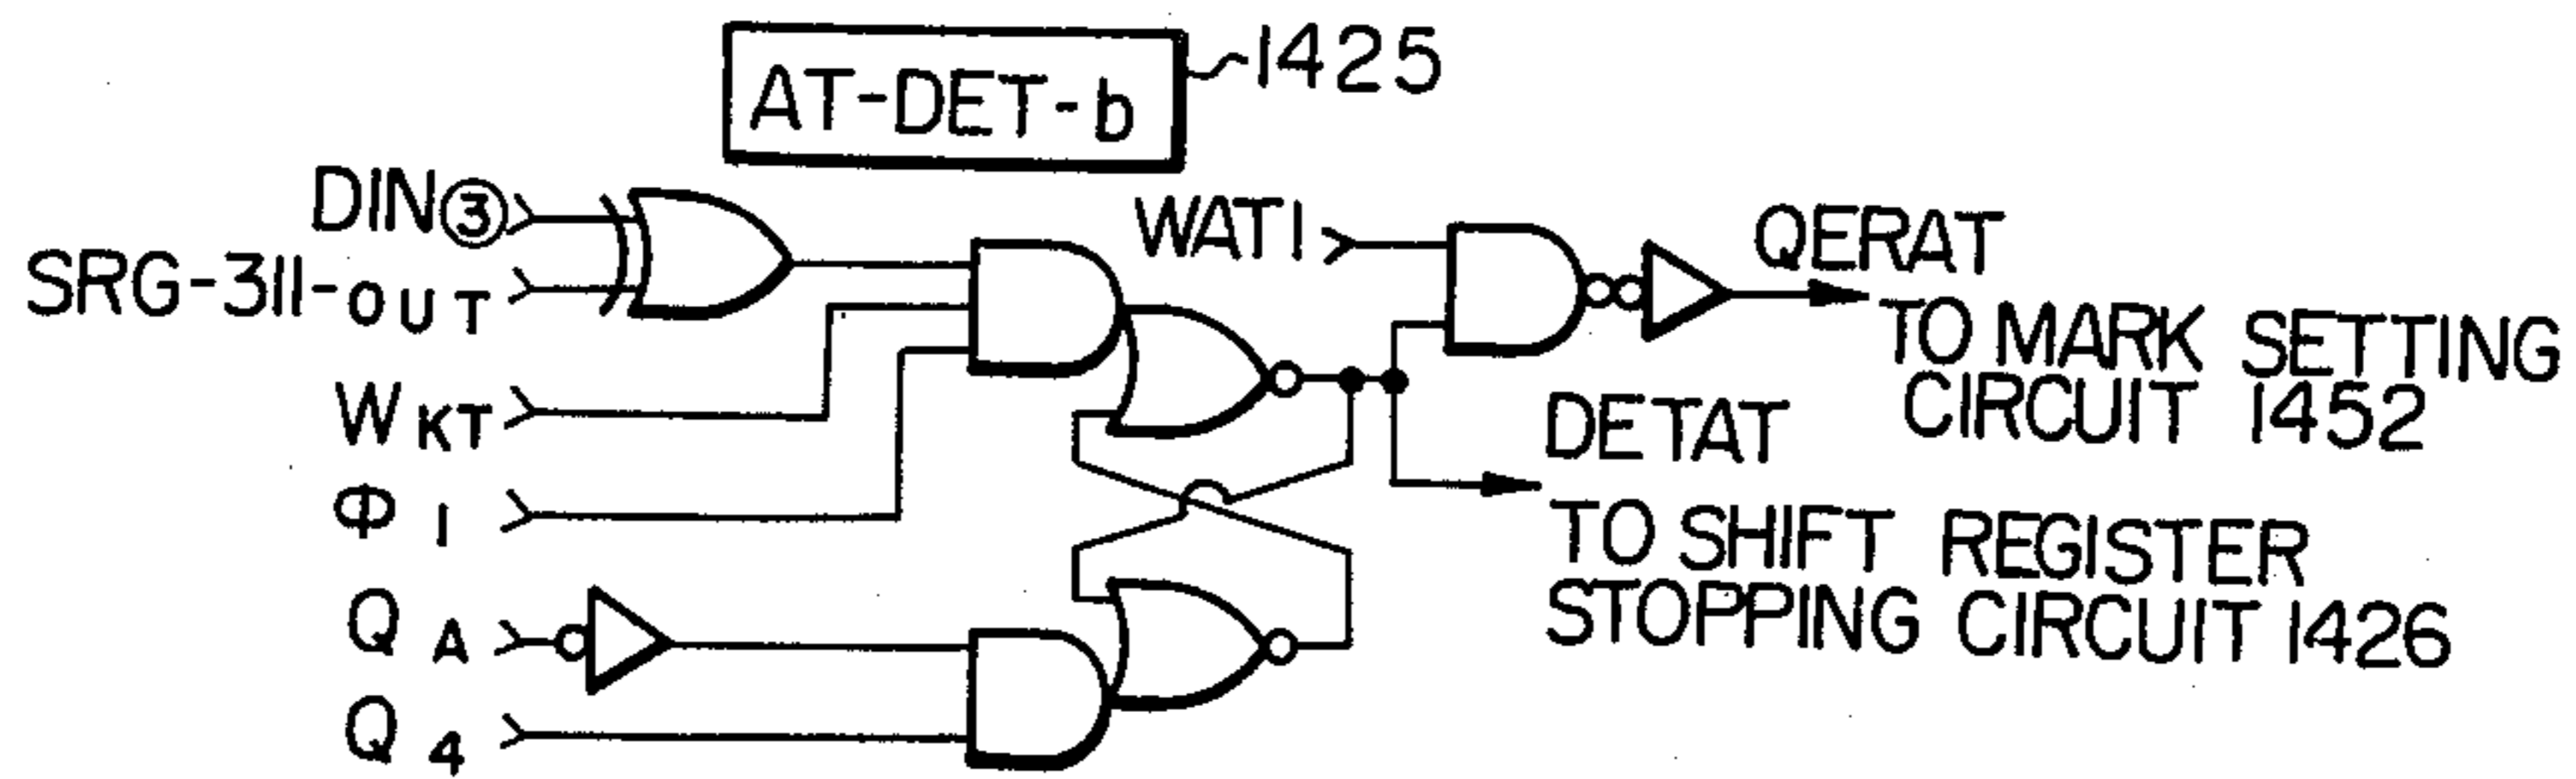 AT-DET-b
1425
DIN③
SRG-311-OUT
WKT
Φ1
QA
Q4
WAT1
QERAT
TO MARK SETTING
CIRCUIT 1452
DETAT
TO SHIFT REGISTER
STOPPING CIRCUIT 1426